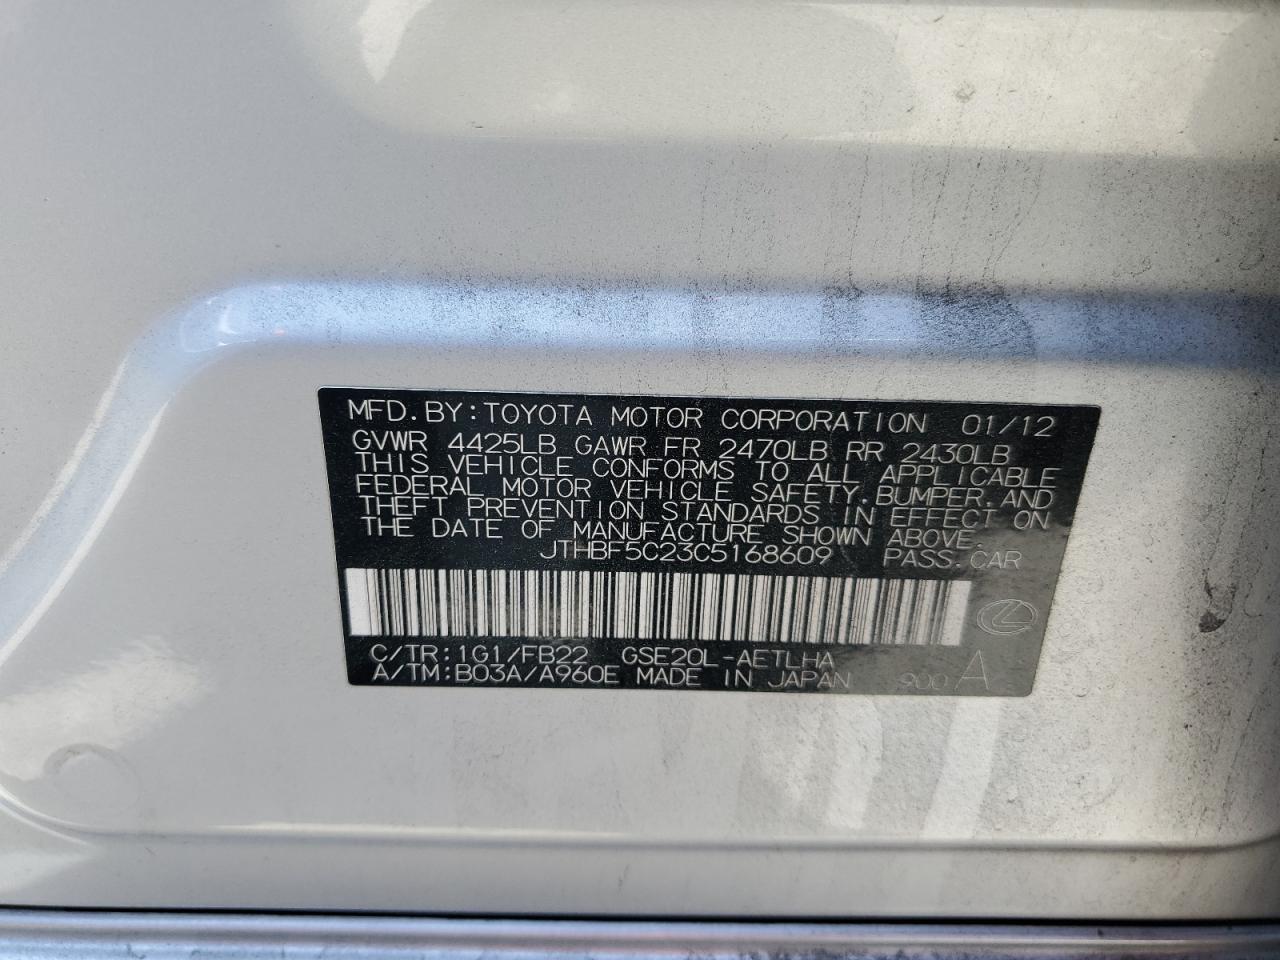 MFD.BY:TOYOTA MOTOR CORPORATION 01/12
GVWR 4425LB GAWR FR 2470LB RR 2430LB
THIS VEHICLE CONFORMS TO ALL APPLICABLE
FEDERAL MOTOR VEHICLE SAFETY,BUMPER,AND
THEFT PREVENTION STANDARDS IN EFFECT ON
THE DATE OF MANUFACTURE SHOWN ABOVE.
JTHBF5C23C5168609 PASS.CAR
C/TR:1G1/FB22 GSE20L-AETLHA
A/TM:B03A/A960E MADE IN JAPAN 900 A